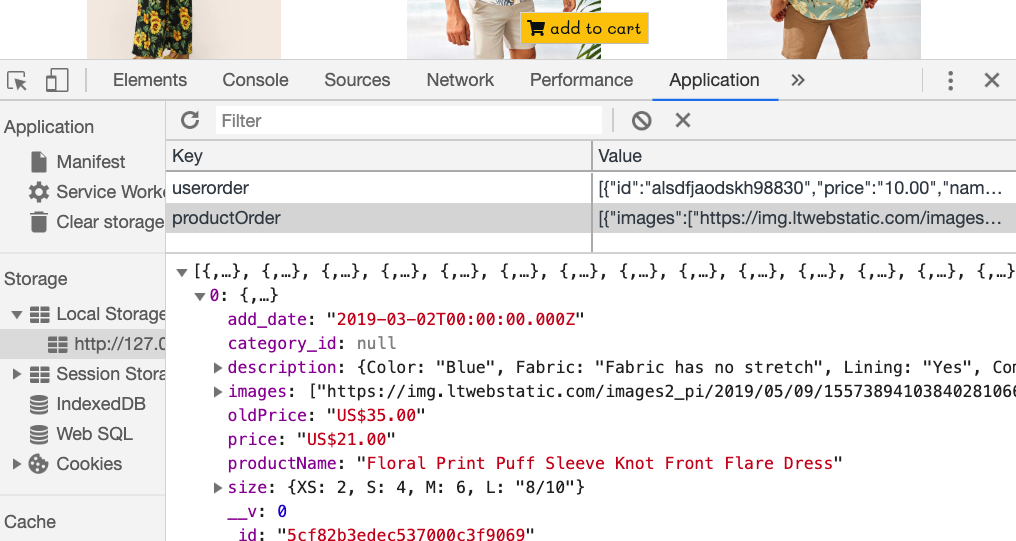 add to cart
Elements Console Sources Network Performance Application »
Application
Manifest
Service Worke
Clear storage
Storage
Local Storage
http://127.0
Session Stora
IndexedDB
Web SQL
Cookies
Cache
Filter
Key Value
userorder [{"id":"alsdfjaodskh98830","price":"10.00","nam…
productOrder [{"images":["https://img.ltwebstatic.com/images…
[{,…}, {,…}, {,…}, {,…}, {,…}, {,…}, {,…}, {,…}, {,…}, {,…}, {,…}, {,…}, {,…}, {,…}
0: {,…}
add_date: "2019-03-02T00:00:00.000Z"
category_id: null
description: {Color: "Blue", Fabric: "Fabric has no stretch", Lining: "Yes", Com
images: ["https://img.ltwebstatic.com/images2_pi/2019/05/09/15573894103840281066
oldPrice: "US$35.00"
price: "US$21.00"
productName: "Floral Print Puff Sleeve Knot Front Flare Dress"
size: {XS: 2, S: 4, M: 6, L: "8/10"}
__v: 0
_id: "5cf82b3edec537000c3f9069"